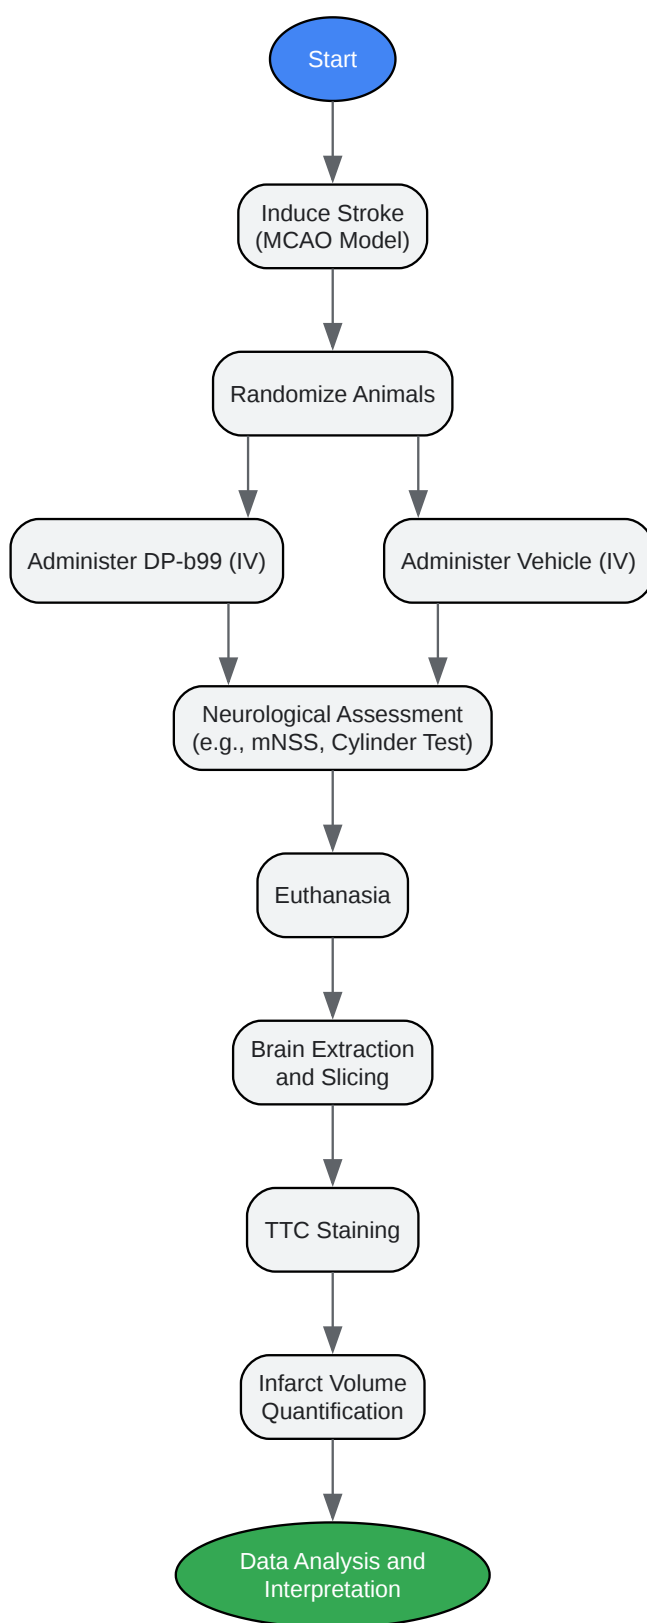 Start
Induce Stroke
(MCAO Model)
Randomize Animals
Administer DP-b99 (IV)
Administer Vehicle (IV)
Neurological Assessment
(e.g., mNSS, Cylinder Test)
Euthanasia
Brain Extraction
and Slicing
TTC Staining
Infarct Volume
Quantification
Data Analysis and
Interpretation